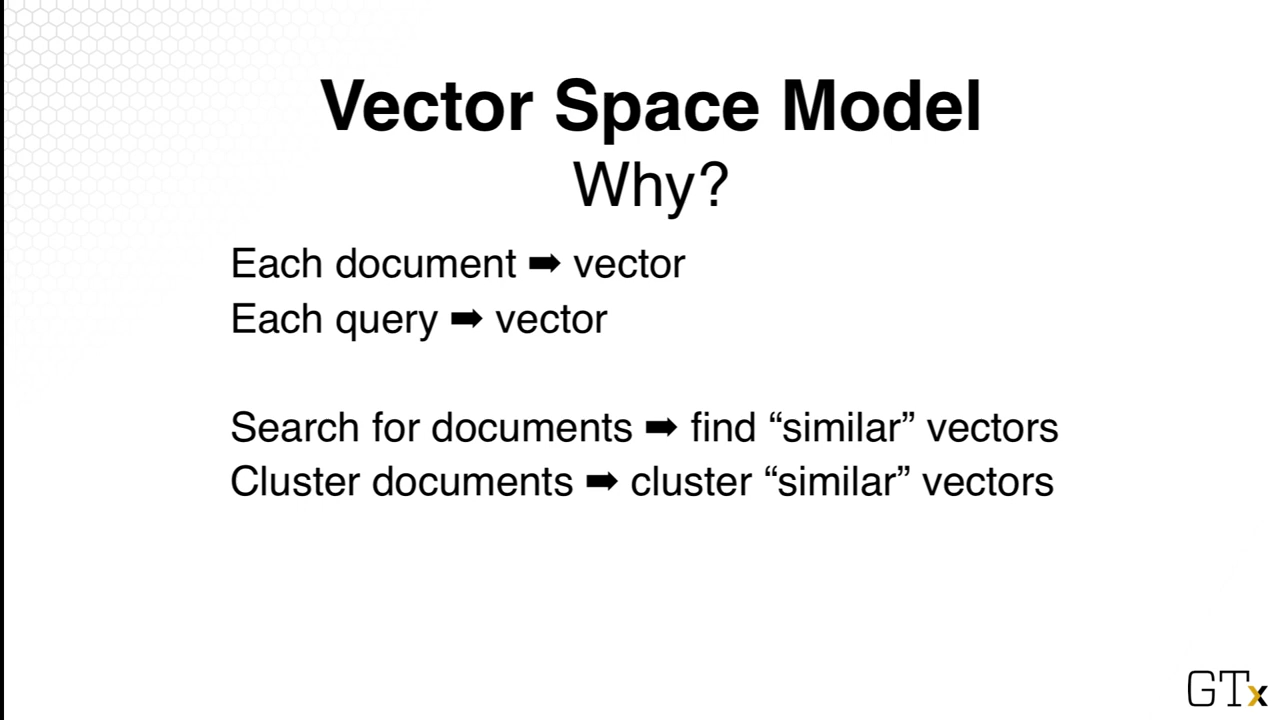 Vector Space Model
Why?
Each document ➡ vector
Each query ➡ vector
Search for documents ➡ find “similar” vectors
Cluster documents ➡ cluster “similar” vectors
GTx